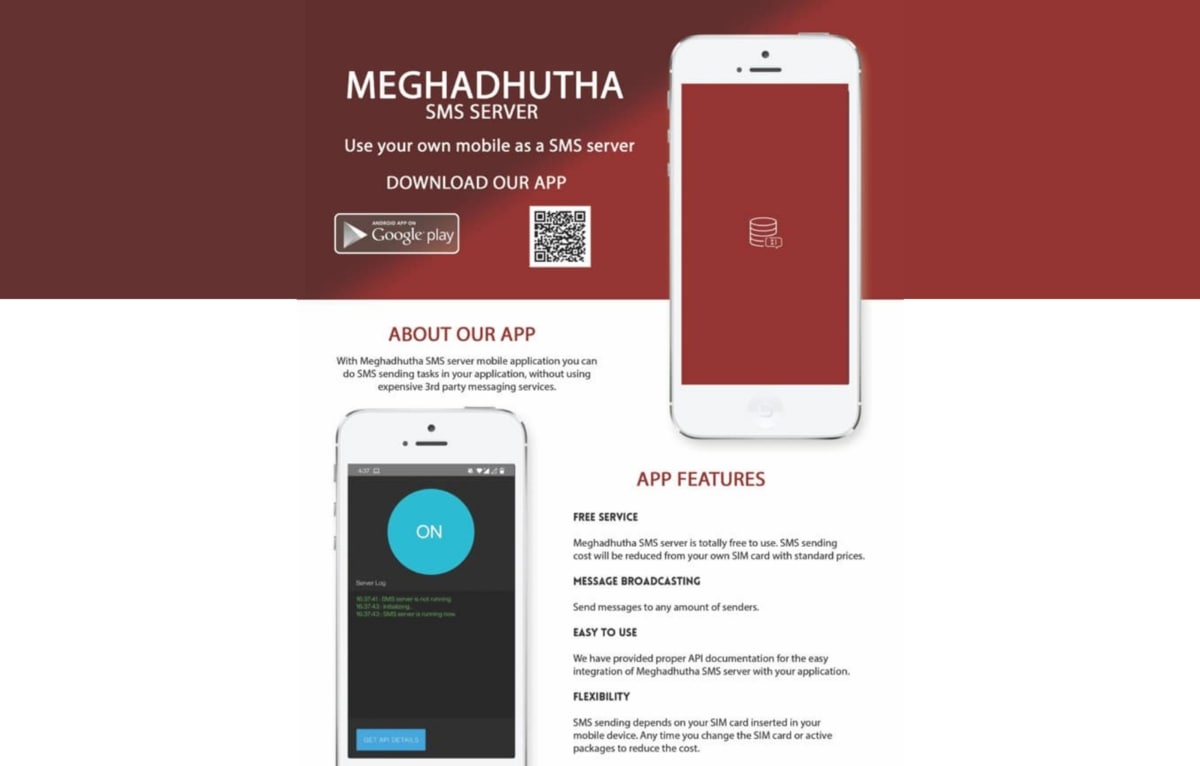 MEGHADHUTHA
SMS SERVER
Use your own mobile as a SMS server
DOWNLOAD OUR APP
ANDROID APP ON
Google play
ABOUT OUR APP
With Meghadhutha SMS server mobile application you can
do SMS sending tasks in your application, without using
expensive 3rd party messaging services.
4:37
ON
Server Log
16:37:41 : SMS server is not running
16:37:43 : Initializing..
16:37:43 : SMS server is running now
GET API DETAILS
APP FEATURES
FREE SERVICE
Meghadhutha SMS server is totally free to use. SMS sending
cost will be reduced from your own SIM card with standard prices.
MESSAGE BROADCASTING
Send messages to any amount of senders.
EASY TO USE
We have provided proper API documentation for the easy
integration of Meghadhutha SMS server with your application.
FLEXIBILITY
SMS sending depends on your SIM card inserted in your
mobile device. Any time you change the SIM card or active
packages to reduce the cost.